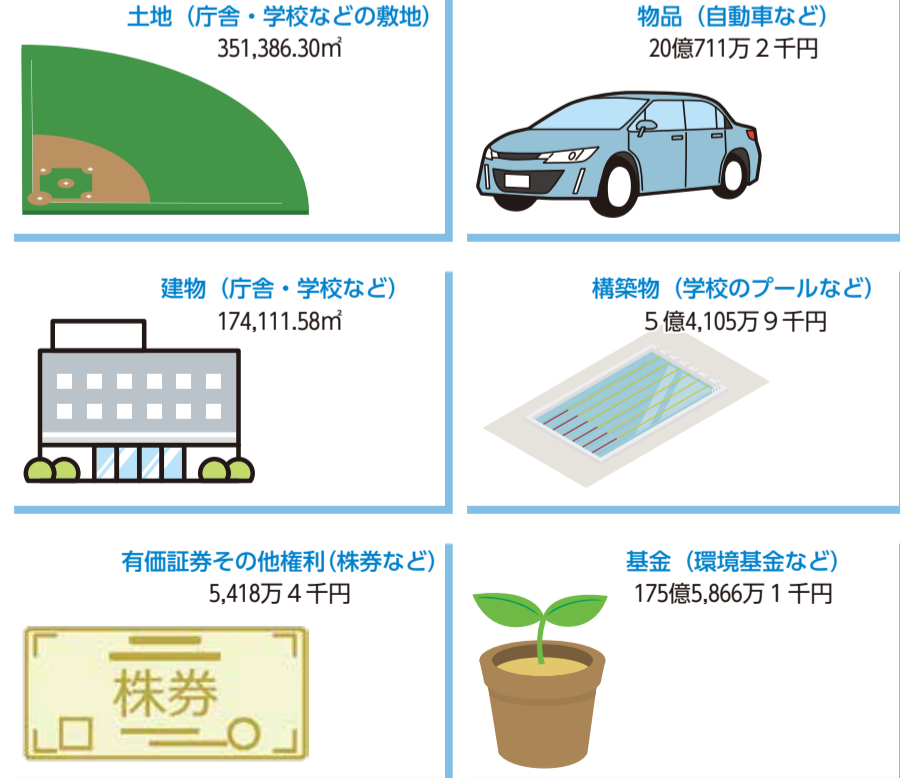 土地（庁舎・学校などの敷地）
351,386.30㎡
物品（自動車など）
20億711万２千円
建物（庁舎・学校など）
174,111.58㎡
構築物（学校のプールなど）
５億4,105万９千円
有価証券その他権利（株券など）
5,418万４千円
株券
基金（環境基金など）
175億5,866万１千円